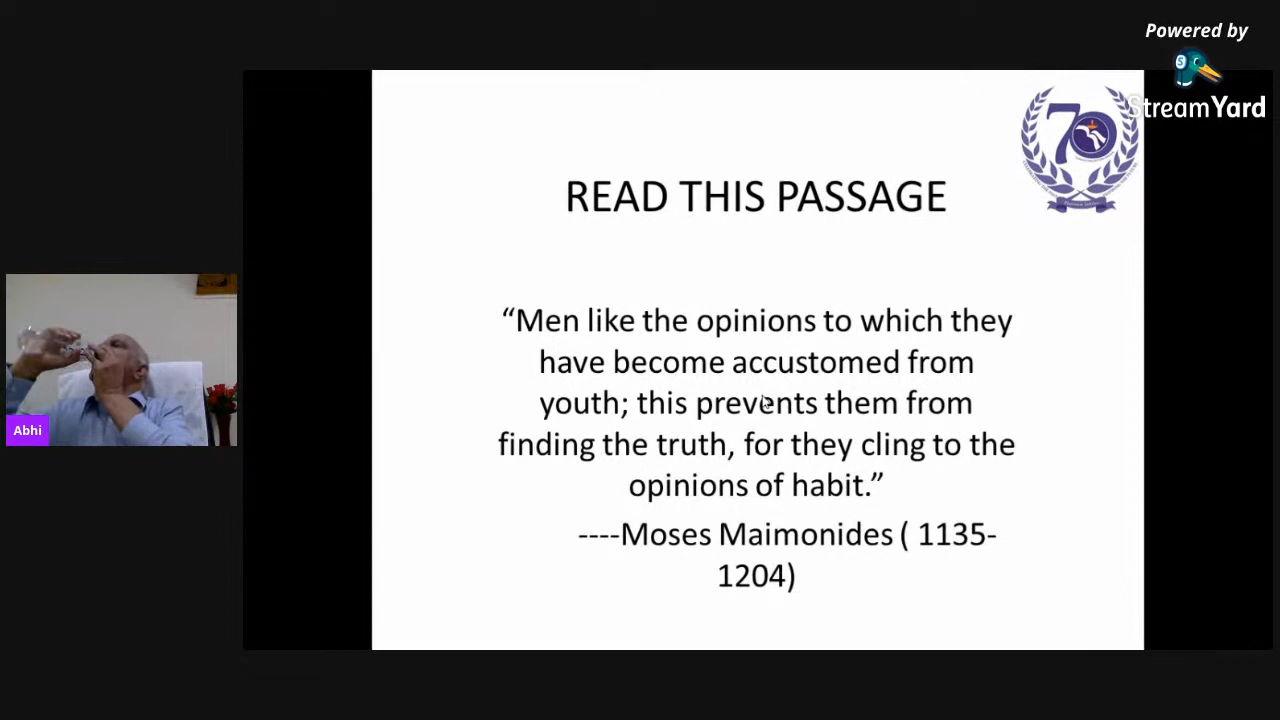 Powered by
StreamYard
70
READ THIS PASSAGE
“Men like the opinions to which they
have become accustomed from
youth; this prevents them from
finding the truth, for they cling to the
opinions of habit.”
----Moses Maimonides ( 1135-
1204)
Abhi